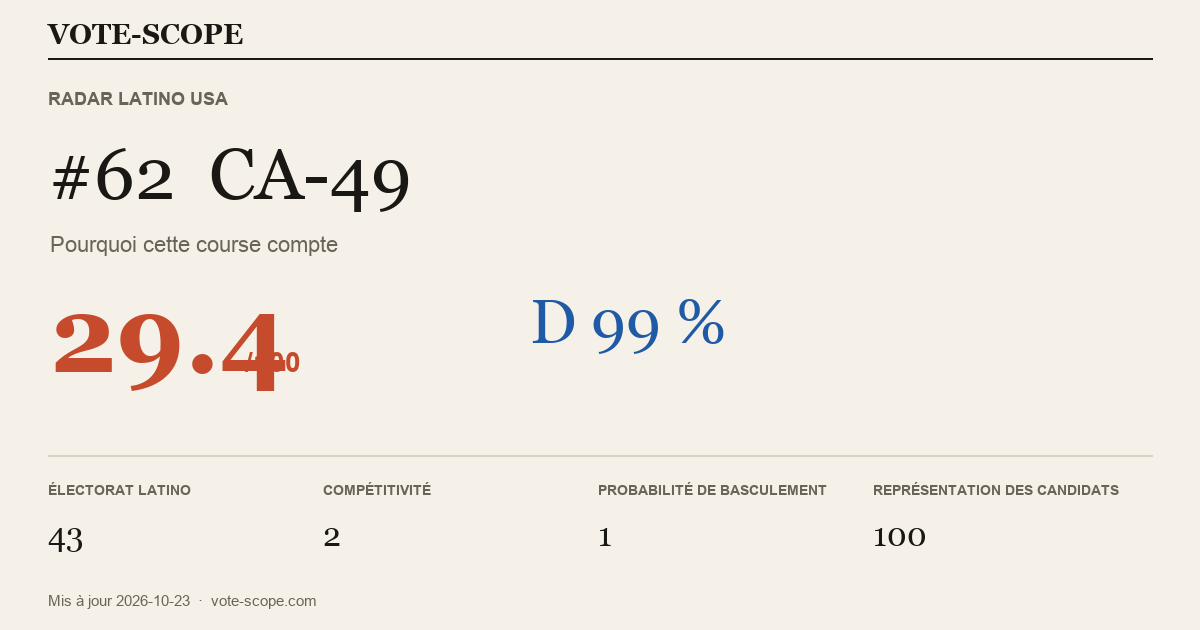 VOTE-SCOPE
RADAR LATINO USA
#62 CA-49
Pourquoi cette course compte
29.4
D 99 %
ÉLECTORAT LATINO
COMPÉTITIVITÉ
PROBABILITÉ DE BASCULEMENT
REPRÉSENTATION DES CANDIDATS
43
2
1
100
Mis à jour 2026-10-23 · vote-scope.com